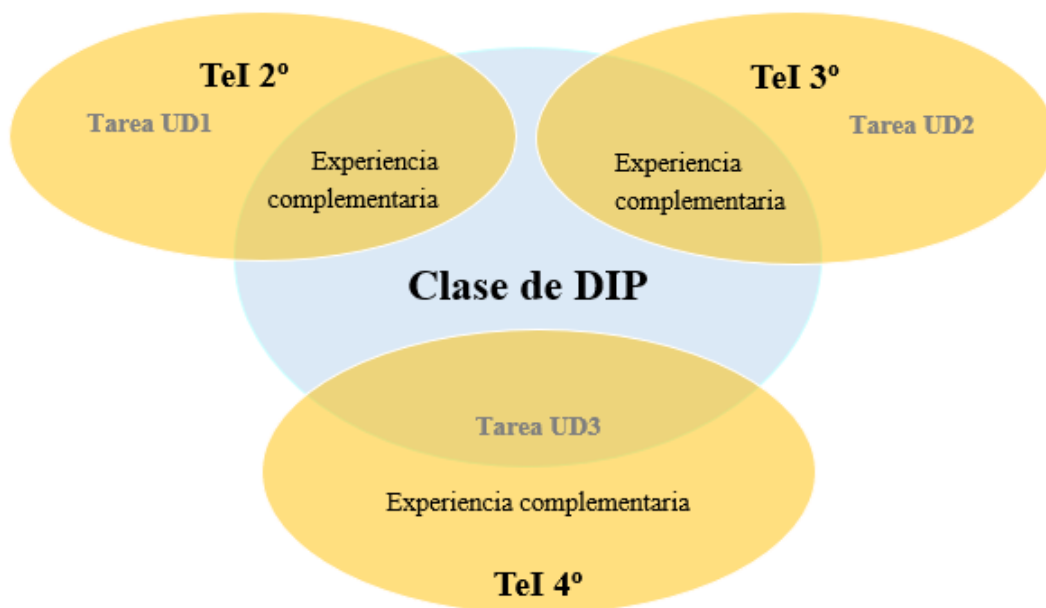 TeI 2º
Tarea UD1
Experiencia
complementaria
TeI 3º
Tarea UD2
Experiencia
complementaria
Clase de DIP
Tarea UD3
Experiencia complementaria
TeI 4º